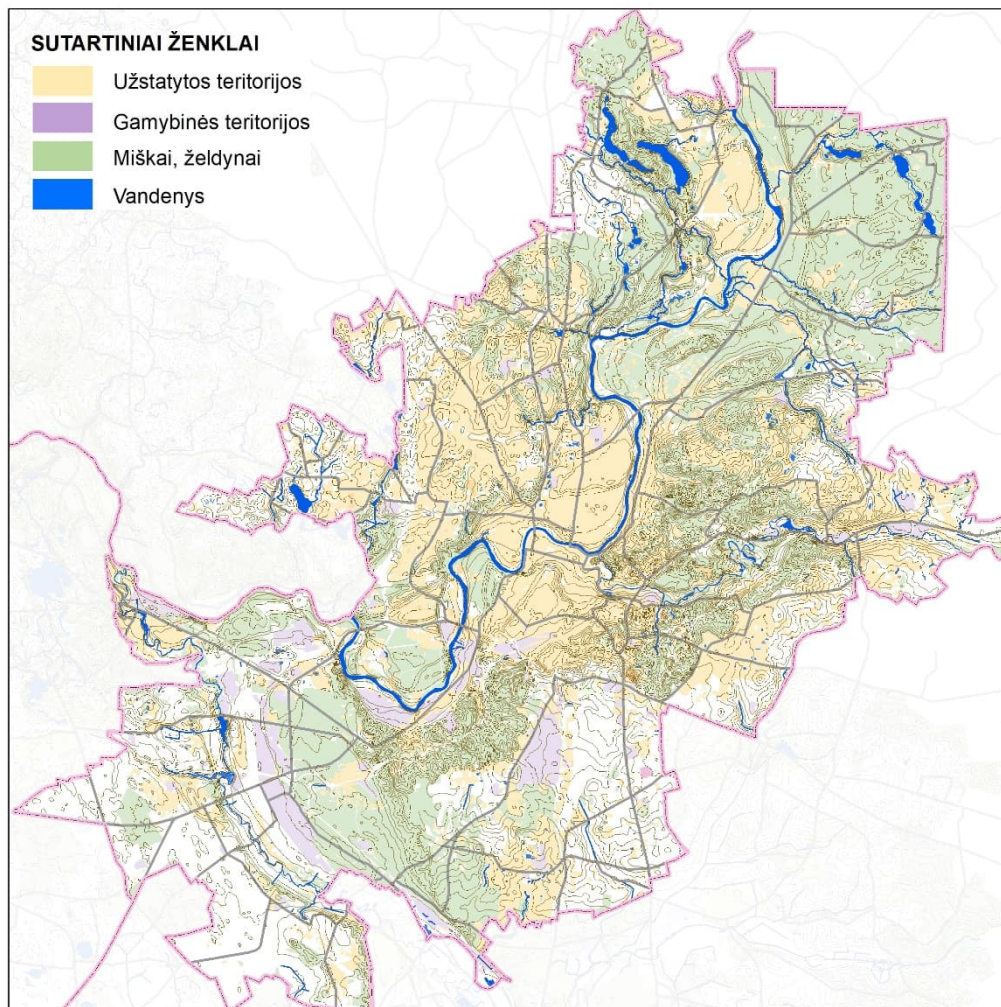 SUTARTINIAI ŽENKLAI
Užstatytos teritorijos
Gamybinės teritorijos
Miškai, želdynai
Vandenys